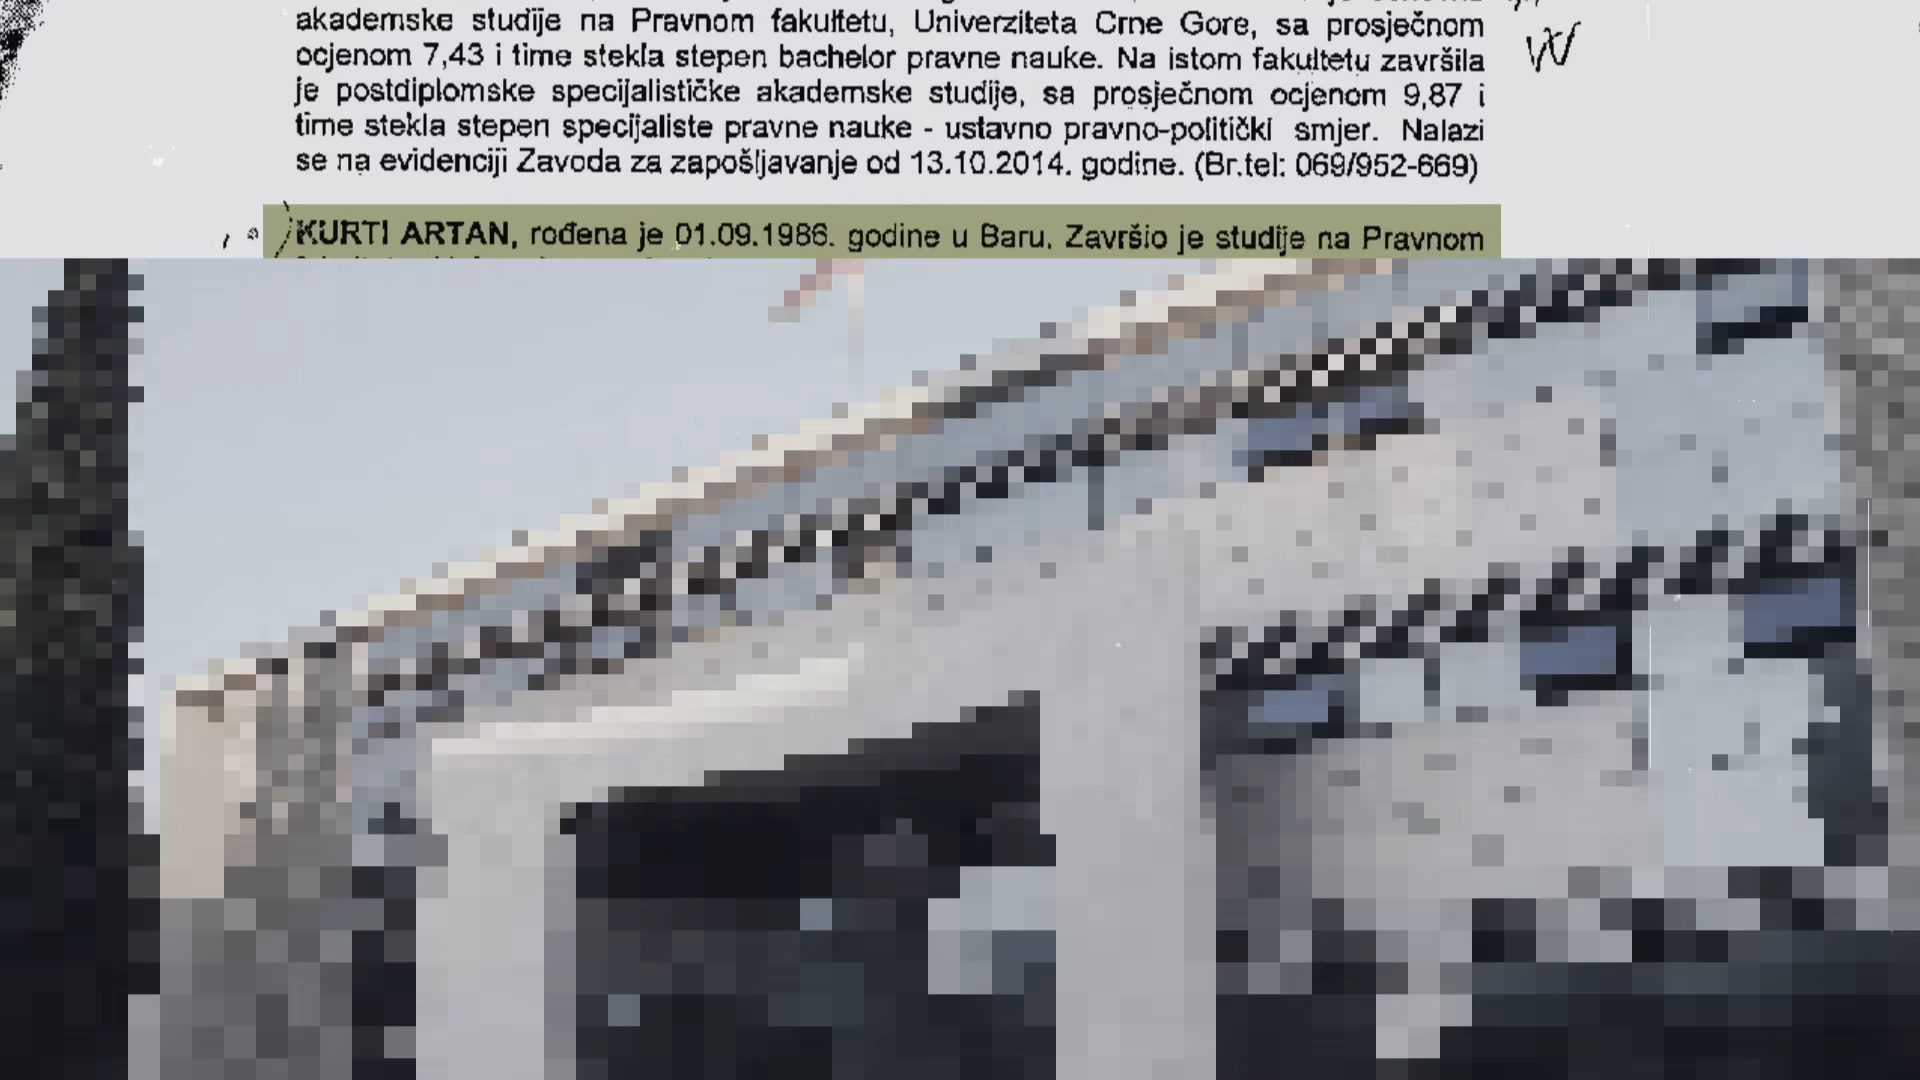 akademske studije na Pravnom fakultetu, Univerziteta Crne Gore, sa prosječnom
ocjenom 7,43 i time stekla stepen bachelor pravne nauke. Na istom fakultetu završila
je postdiplomske specijalističke akademske studije, sa prosječnom ocjenom 9,87 i
time stekla stepen specijaliste pravne nauke - ustavno pravno-politički smjer. Nalazi
se na evidenciji Zavoda za zapošljavanje od 13.10.2014. godine. (Br.tel: 069/952-669)
KURTI ARTAN, rođena je 01.09.1986. godine u Baru. Završio je studije na Pravnom